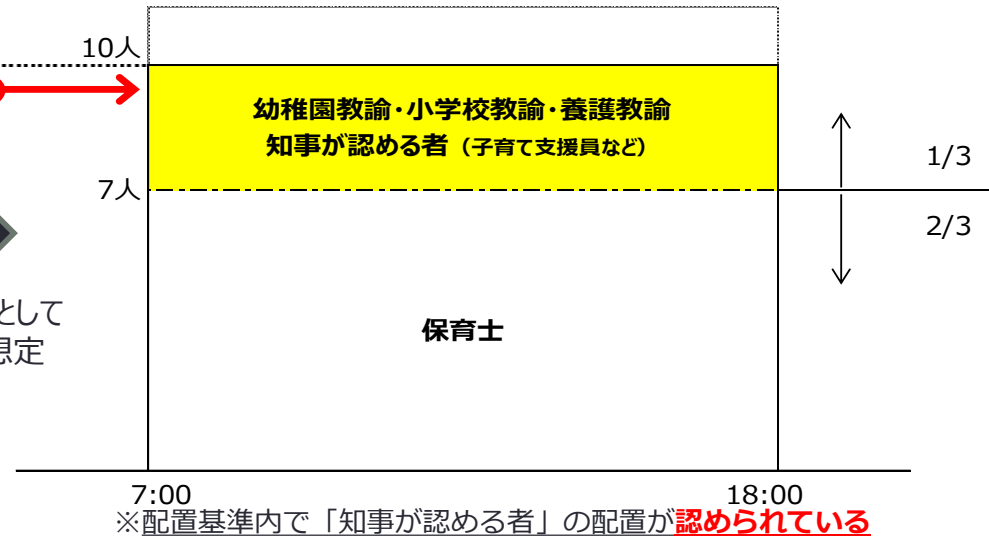 10人
幼稚園教諭・小学校教諭・養護教諭
知事が認める者（子育て支援員など）
1/3
7人
2/3
として
想定
保育士
7:00
18:00
※配置基準内で「知事が認める者」の配置が認められている